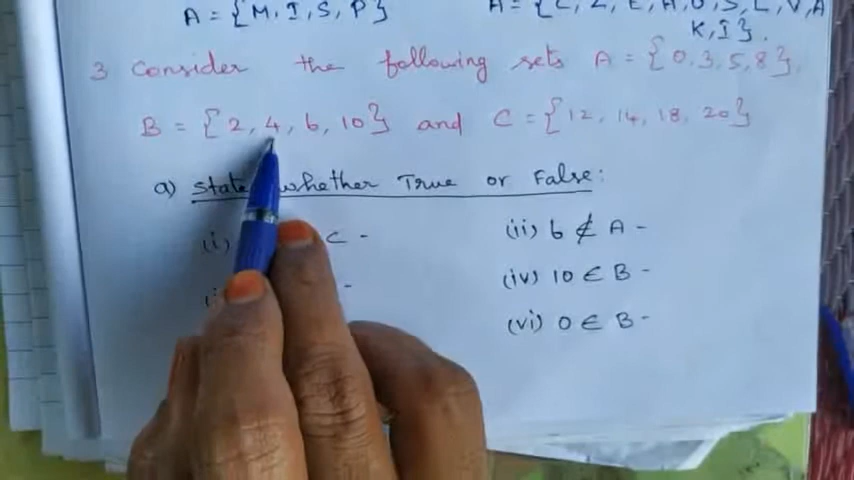 A = {M, I, S, P}
A = {C, Z, E, H, O, S, L, V, A
K, I}.
3 Consider the following sets A = {0, 3, 5, 8},
B = {2, 4, 6, 10} and C = {12, 14, 18, 20}
a) State whether True or False:
(i) C -
(ii) 6 ∉ A -
(iv) 10 ∈ B -
(vi) 0 ∈ B -